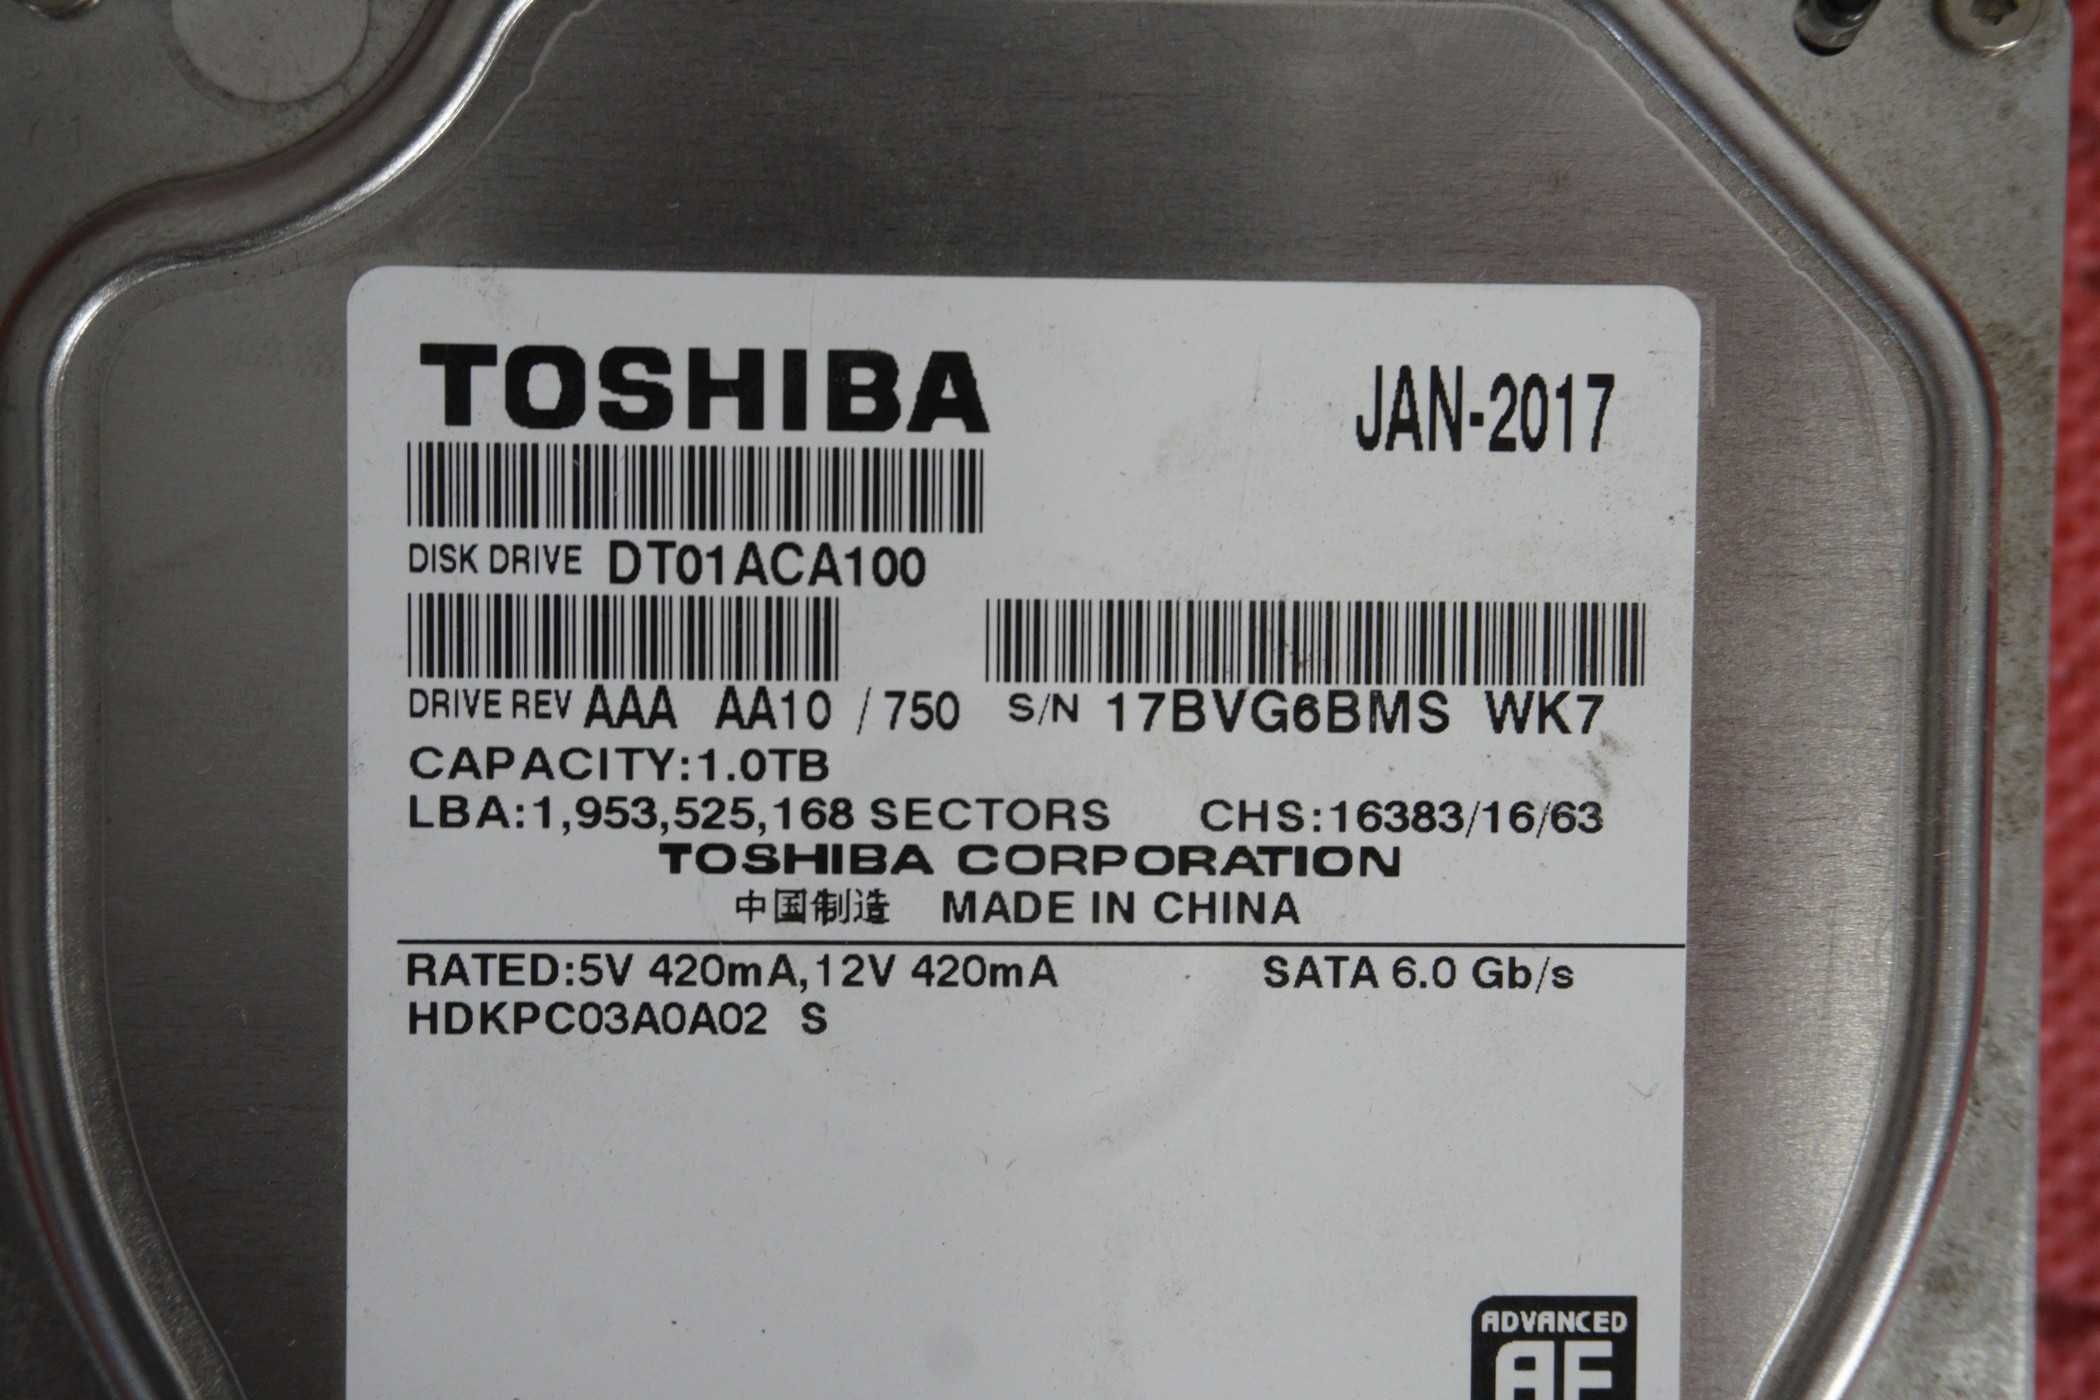 TOSHIBA
JAN-2017
DISK DRIVE DT01ACA100
DRIVE REV AAA AA10 / 750 S/N 17BVG6BMS WK7
CAPACITY:1.0TB
LBA:1,953,525,168 SECTORS CHS:16383/16/63
TOSHIBA CORPORATION
中国制造 MADE IN CHINA
RATED:5V 420mA,12V 420mA SATA 6.0 Gb/s
HDKPC03A0A02 S
ADVANCED
AF